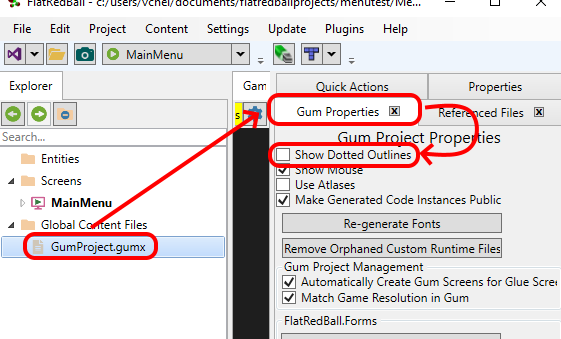 FlatRedBall - c:/users/vchel/documents/flatredballprojects/menutest/Me...
File Edit Project Content Settings Update Plugins Help
MainMenu
Explorer
Gam
Quick Actions
Properties
s
Gum Properties
Referenced Files
Search...
Gum Project Properties
Entities
Show Dotted Outlines
Screens
Show Mouse
MainMenu
Use Atlases
Make Generated Code Instances Public
Global Content Files
Re-generate Fonts
GumProject.gumx
Remove Orphaned Custom Runtime Files
Gum Project Management
Automatically Create Gum Screens for Glue Scree
Match Game Resolution in Gum
FlatRedBall.Forms